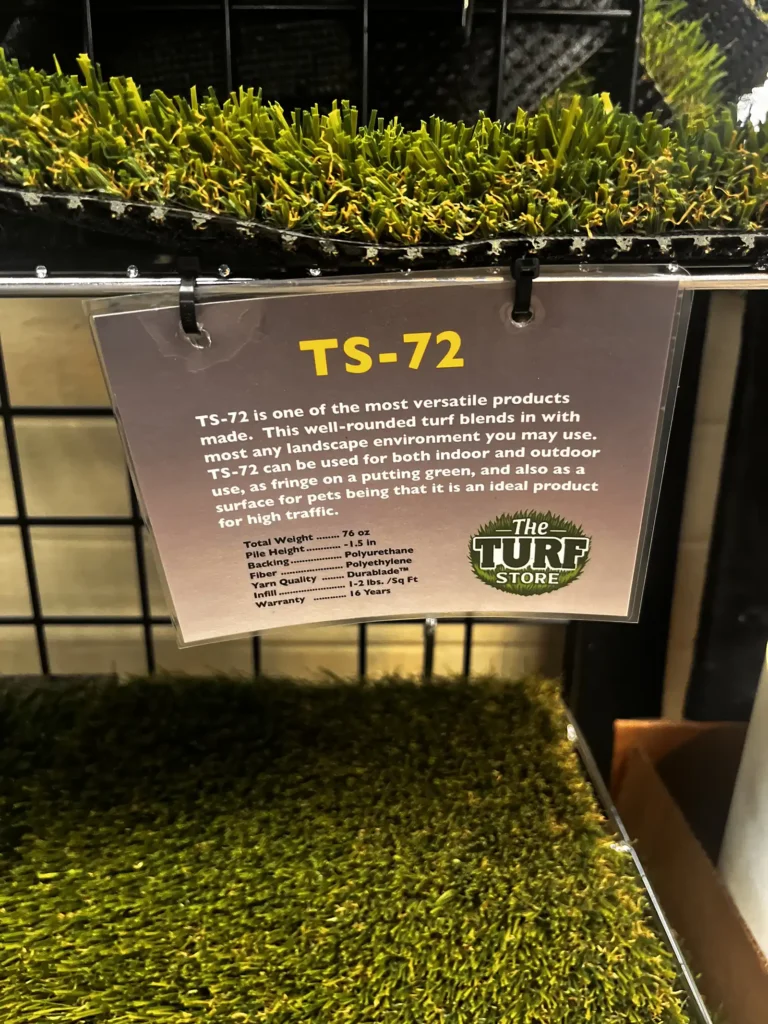 TS-72
TS-72 is one of the most versatile products
made. This well-rounded turf blends in with
most any landscape environment you may use.
TS-72 can be used for both indoor and outdoor
use, as fringe on a putting green, and also as a
surface for pets being that it is an ideal product
for high traffic.
Total Weight ........ 76 oz
Pile Height............ -1.5 in
Backing.................. Polyurethane
Fiber ...................... Polyethylene
Yarn Quality ....... Durablade™
Infill........................ 1-2 lbs. /Sq Ft
Warranty ........... 16 Years
The
TURF
STORE